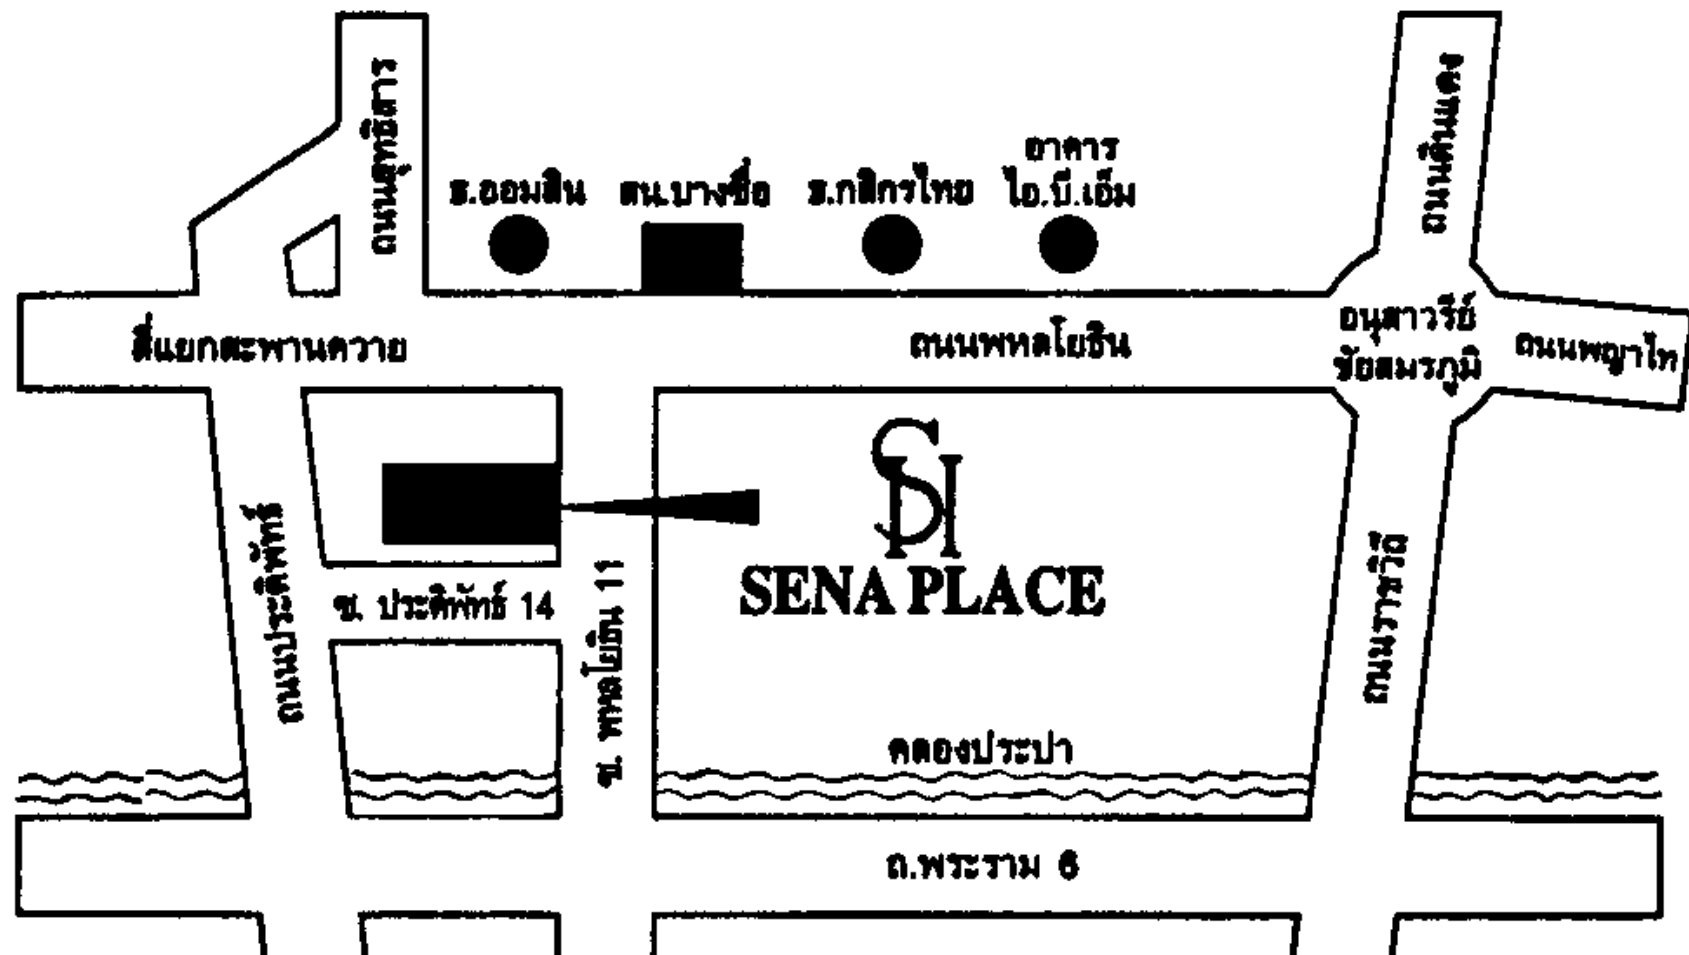 ถนนสุทธิสาร
ถนนดินแดง
ธ.ออมสิน
สน.บางซื่อ
ธ.กสิกรไทย
อาคาร
ไอ.บี.เอ็ม
สี่แยกสะพานควาย
ถนนพหลโยธิน
อนุสาวรีย์
ชัยสมรภูมิ
ถนนพญาไท
SH
SENA PLACE
ถนนประดิพัทธ์
ซ. ประดิพัทธ์ 14
ซ. พหลโยธิน 11
ถนนราชวิถี
คลองประปา
ถ.พระราม 6